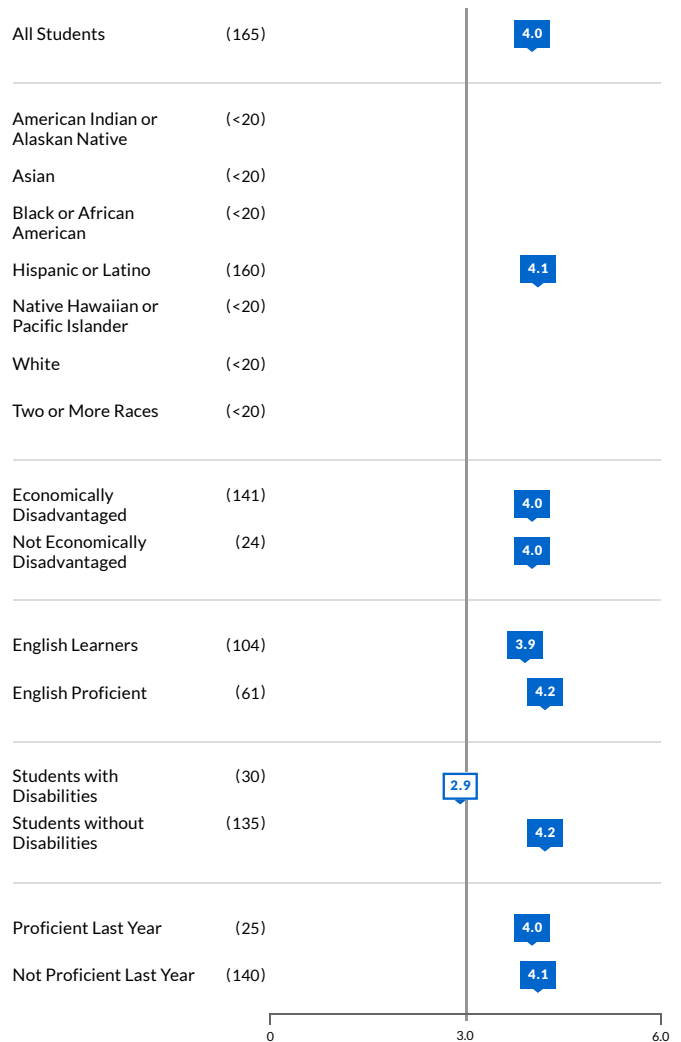 All Students (165) 4.0
American Indian or (<20)
Alaskan Native
Asian (<20)
Black or African (<20)
American
Hispanic or Latino (160) 4.1
Native Hawaiian or (<20)
Pacific Islander
White (<20)
Two or More Races (<20)
Economically (141) 4.0
Disadvantaged
Not Economically (24) 4.0
Disadvantaged
English Learners (104) 3.9
English Proficient (61) 4.2
Students with (30) 2.9
Disabilities
Students without (135) 4.2
Disabilities
Proficient Last Year (25) 4.0
Not Proficient Last Year (140) 4.1
0 3.0 6.0